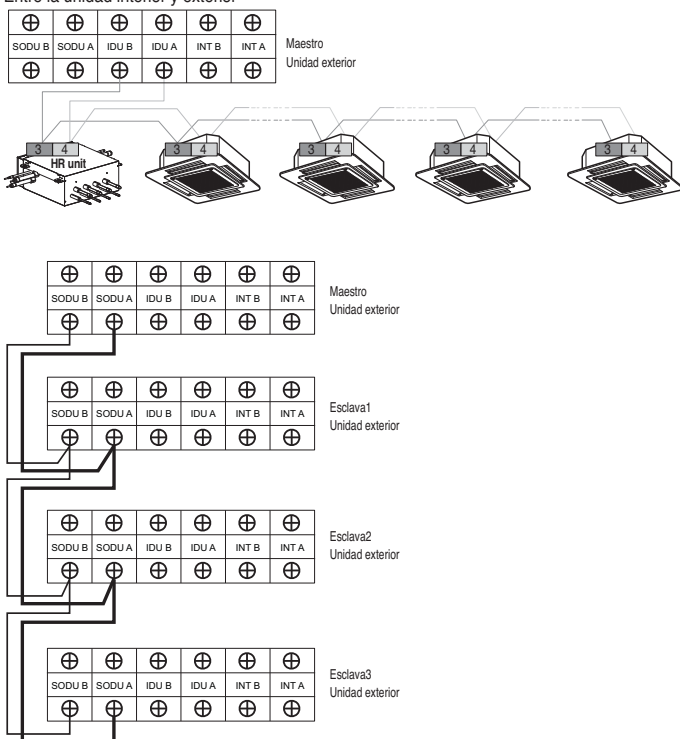 Entre la unidad interior y exterior
SODU B SODU A IDU B IDU A INT B INT A
Maestro
Unidad exterior
3 4 3 4 3 4 3 4 3 4
HR unit
SODU B SODU A IDU B IDU A INT B INT A
Maestro
Unidad exterior
SODU B SODU A IDU B IDU A INT B INT A
Esclava1
Unidad exterior
SODU B SODU A IDU B IDU A INT B INT A
Esclava2
Unidad exterior
SODU B SODU A IDU B IDU A INT B INT A
Esclava3
Unidad exterior